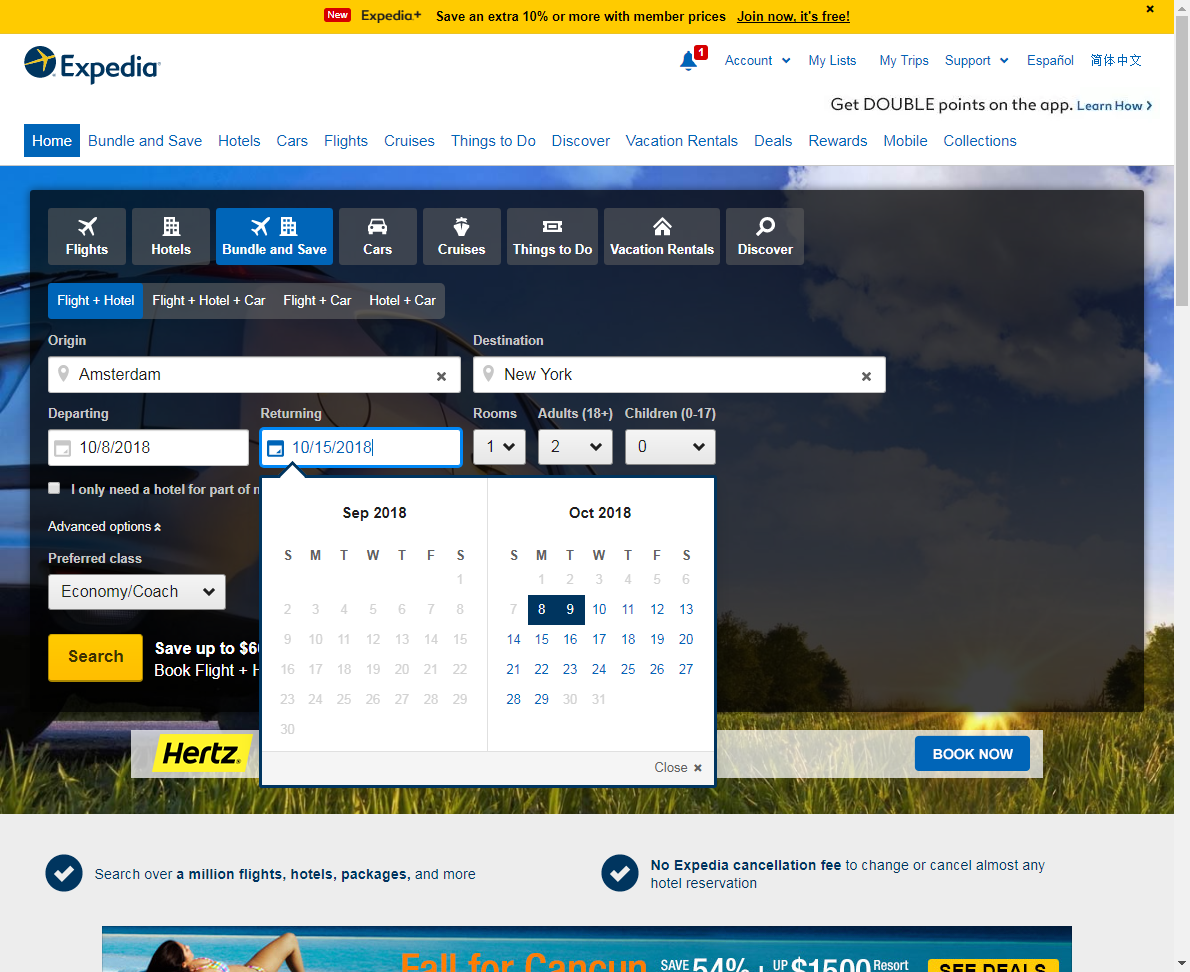 New Expedia+ Save an extra 10% or more with member prices Join now, it's free!
Expedia
1 Account My Lists My Trips Support Español 简体中文
Get DOUBLE points on the app. Learn How
Home Bundle and Save Hotels Cars Flights Cruises Things to Do Discover Vacation Rentals Deals Rewards Mobile Collections
Flights Hotels Bundle and Save Cars Cruises Things to Do Vacation Rentals Discover
Flight + Hotel Flight + Hotel + Car Flight + Car Hotel + Car
Origin Destination
Amsterdam New York
Departing Returning Rooms Adults (18+) Children (0-17)
10/8/2018 10/15/2018 1 2 0
I only need a hotel for part of
Advanced options
Preferred class
Economy/Coach
Search Save up to $6
Book Flight +
Sep 2018
S M T W T F S
1
2 3 4 5 6 7 8
9 10 11 12 13 14 15
16 17 18 19 20 21 22
23 24 25 26 27 28 29
30
Oct 2018
S M T W T F S
1 2 3 4 5 6
7 8 9 10 11 12 13
14 15 16 17 18 19 20
21 22 23 24 25 26 27
28 29 30 31
Close
Hertz. BOOK NOW
Search over a million flights, hotels, packages, and more
No Expedia cancellation fee to change or cancel almost any
hotel reservation
Fall for Cancun SAVE 54% + UP $1500 Resort SEE DEALS